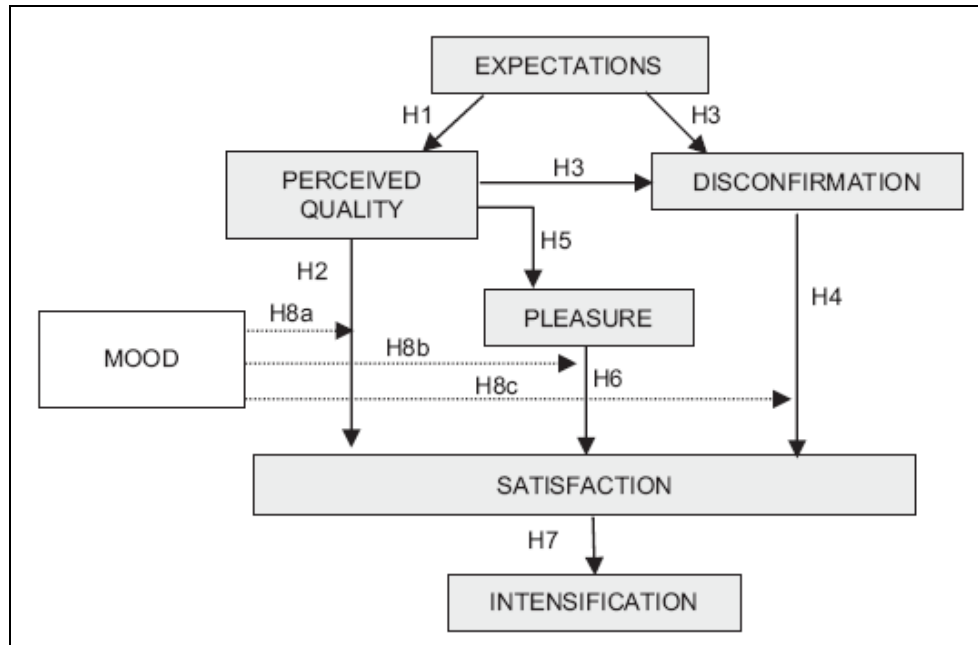 EXPECTATIONS
H1
H3
PERCEIVED
QUALITY
H3
DISCONFIRMATION
H5
H2
H4
PLEASURE
H8a
MOOD
H8b
H6
H8c
SATISFACTION
H7
INTENSIFICATION